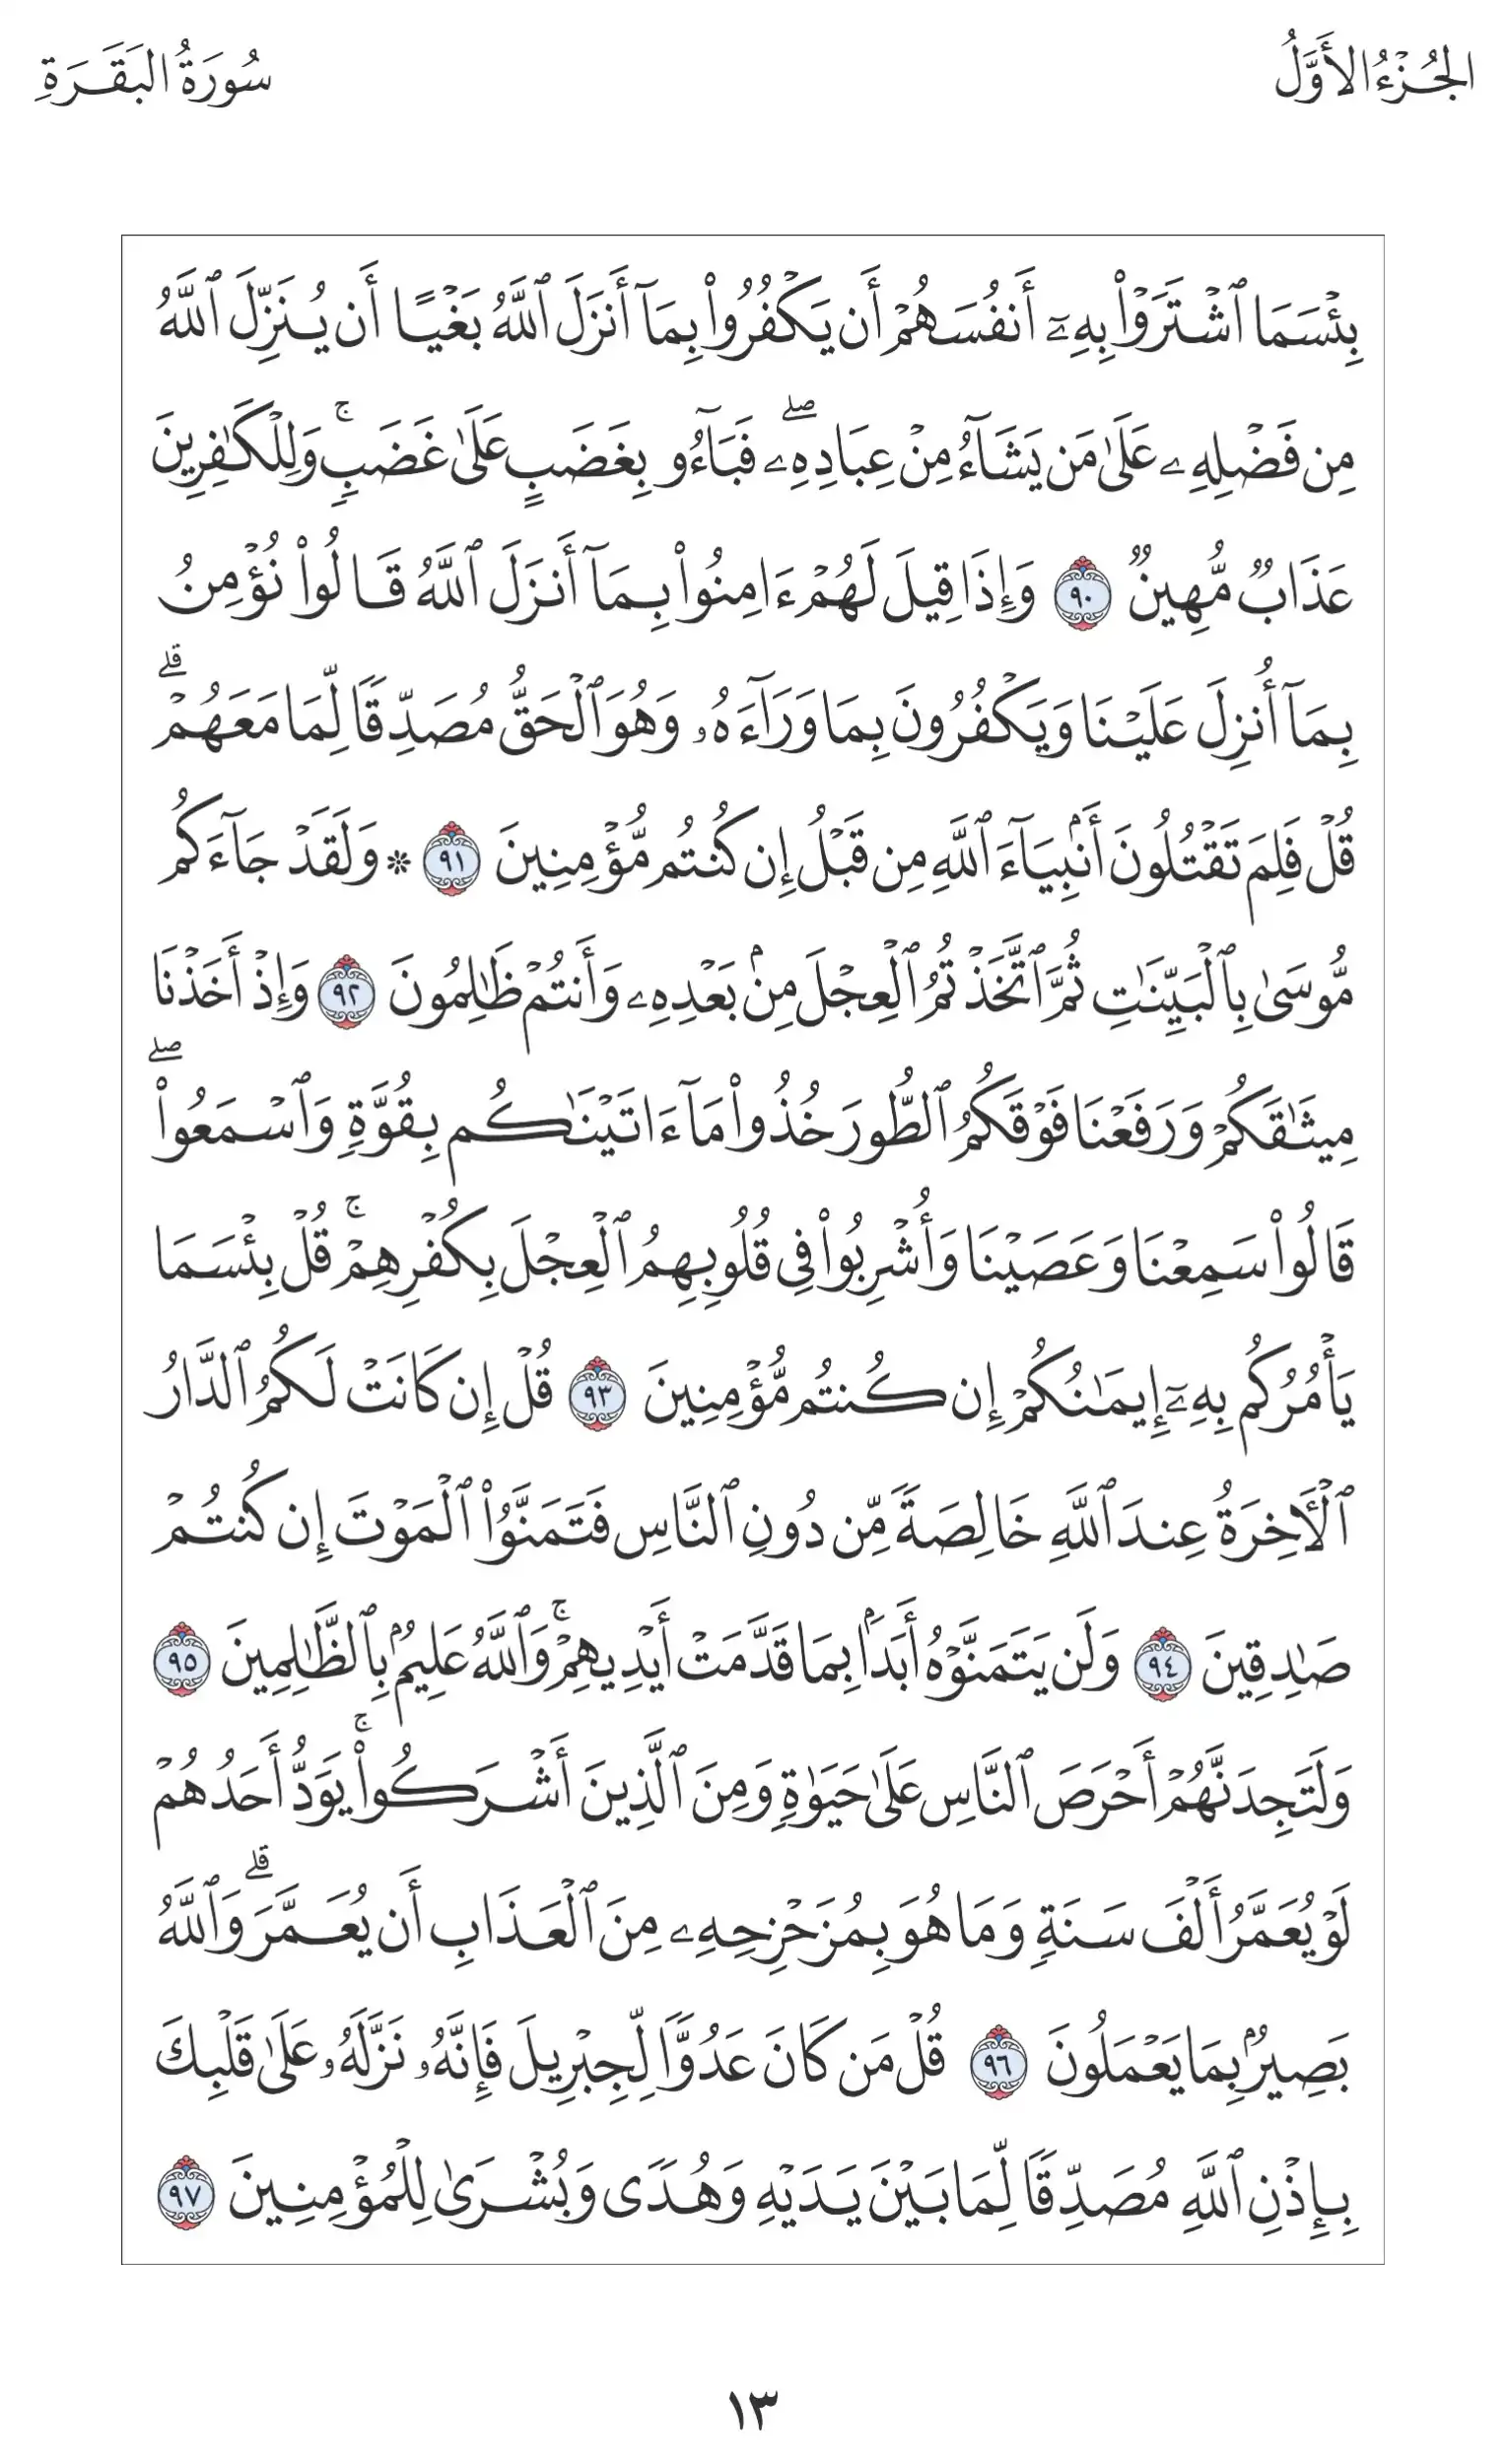 الجُزْءُ الأَوَّلُ
سُورَةُ البَقَرَةِ
بِئْسَمَا ٱشْتَرَوْا۟ بِهِۦٓ أَنفُسَهُمْ أَن يَكْفُرُوا۟ بِمَآ أَنزَلَ ٱللَّهُ بَغْيًا أَن يُنَزِّلَ ٱللَّهُ
مِن فَضْلِهِۦ عَلَىٰ مَن يَشَآءُ مِنْ عِبَادِهِۦ ۖ فَبَآءُو بِغَضَبٍ عَلَىٰ غَضَبٍ ۚ وَلِلْكَـٰفِرِينَ
عَذَابٌ مُّهِينٌ ٩٠ وَإِذَا قِيلَ لَهُمْ ءَامِنُوا۟ بِمَآ أَنزَلَ ٱللَّهُ قَالُوا۟ نُؤْمِنُ
بِمَآ أُنزِلَ عَلَيْنَا وَيَكْفُرُونَ بِمَا وَرَآءَهُۥ وَهُوَ ٱلْحَقُّ مُصَدِّقًا لِّمَا مَعَهُمْ ۗ
قُلْ فَلِمَ تَقْتُلُونَ أَنۢبِيَآءَ ٱللَّهِ مِن قَبْلُ إِن كُنتُم مُّؤْمِنِينَ ٩١ ۞ وَلَقَدْ جَآءَكُم
مُّوسَىٰ بِٱلْبَيِّنَـٰتِ ثُمَّ ٱتَّخَذْتُمُ ٱلْعِجْلَ مِنۢ بَعْدِهِۦ وَأَنتُمْ ظَـٰلِمُونَ ٩٢ وَإِذْ أَخَذْنَا
مِيثَـٰقَكُمْ وَرَفَعْنَا فَوْقَكُمُ ٱلطُّورَ خُذُوا۟ مَآ ءَاتَيْنَـٰكُم بِقُوَّةٍ وَٱسْمَعُوا۟ ۖ
قَالُوا۟ سَمِعْنَا وَعَصَيْنَا وَأُشْرِبُوا۟ فِى قُلُوبِهِمُ ٱلْعِجْلَ بِكُفْرِهِمْ ۚ قُلْ بِئْسَمَا
يَأْمُرُكُم بِهِۦٓ إِيمَـٰنُكُمْ إِن كُنتُم مُّؤْمِنِينَ ٩٣ قُلْ إِن كَانَتْ لَكُمُ ٱلدَّارُ
ٱلْـَٔاخِرَةُ عِندَ ٱللَّهِ خَالِصَةً مِّن دُونِ ٱلنَّاسِ فَتَمَنَّوُا۟ ٱلْمَوْتَ إِن كُنتُمْ
صَـٰدِقِينَ ٩٤ وَلَن يَتَمَنَّوْهُ أَبَدًۢا بِمَا قَدَّمَتْ أَيْدِيهِمْ ۚ وَٱللَّهُ عَلِيمٌۢ بِٱلظَّـٰلِمِينَ ٩٥
وَلَتَجِدَنَّهُمْ أَحْرَصَ ٱلنَّاسِ عَلَىٰ حَيَوٰةٍ وَمِنَ ٱلَّذِينَ أَشْرَكُوا۟ ۚ يَوَدُّ أَحَدُهُمْ
لَوْ يُعَمَّرُ أَلْفَ سَنَةٍ وَمَا هُوَ بِمُزَحْزِحِهِۦ مِنَ ٱلْعَذَابِ أَن يُعَمَّرَ ۗ وَٱللَّهُ
بَصِيرٌۢ بِمَا يَعْمَلُونَ ٩٦ قُلْ مَن كَانَ عَدُوًّا لِّجِبْرِيلَ فَإِنَّهُۥ نَزَّلَهُۥ عَلَىٰ قَلْبِكَ
بِإِذْنِ ٱللَّهِ مُصَدِّقًا لِّمَا بَيْنَ يَدَيْهِ وَهُدًى وَبُشْرَىٰ لِلْمُؤْمِنِينَ ٩٧
١٣